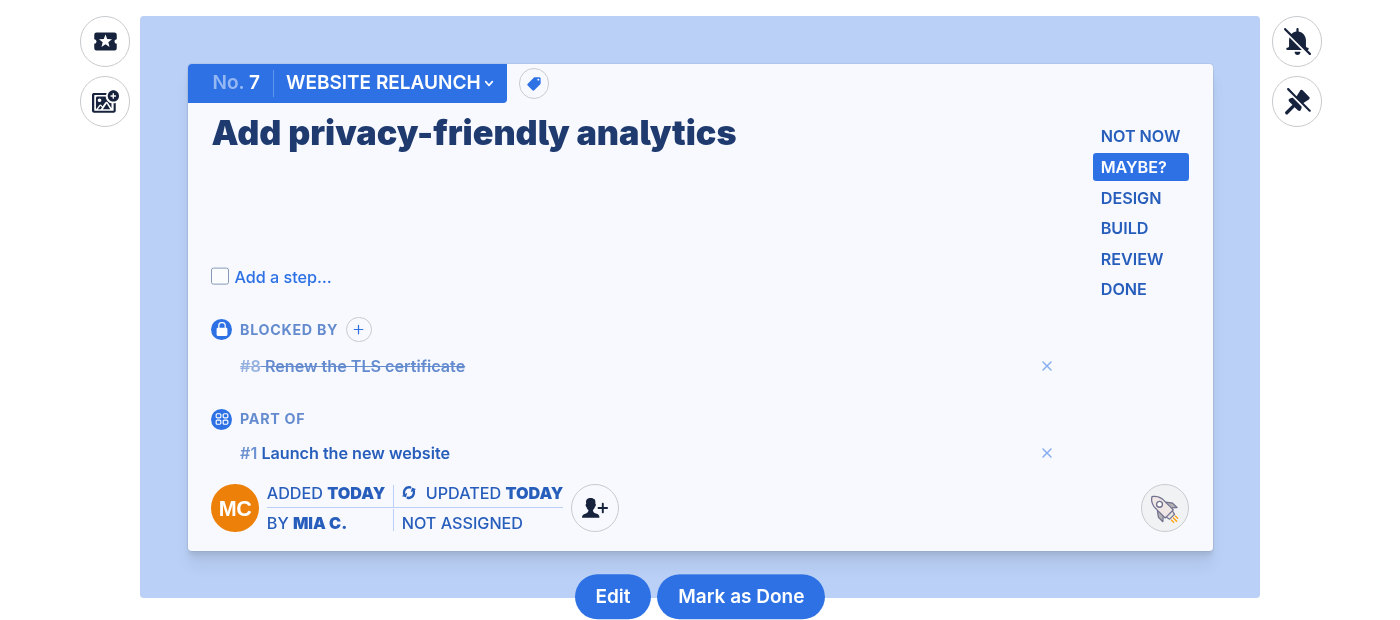 No. 7 WEBSITE RELAUNCH
Add privacy-friendly analytics
NOT NOW
MAYBE?
DESIGN
BUILD
REVIEW
DONE
Add a step...
BLOCKED BY
#8 Renew the TLS certificate
PART OF
#1 Launch the new website
MC
ADDED TODAY
UPDATED TODAY
BY MIA C.
NOT ASSIGNED
Edit
Mark as Done